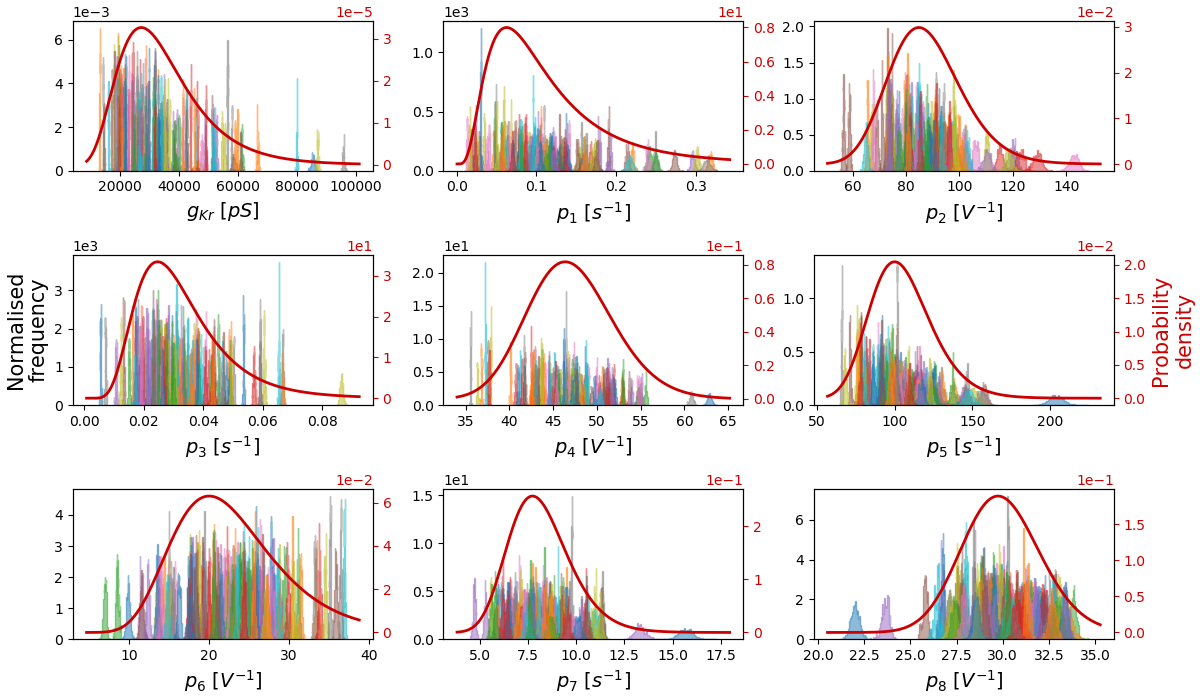 1e−3 1e−5 1e3 1e1 1e−2
6 4 2 0 3 2 1 0 1.0 0.5 0.0 0.8 0.6 0.4 0.2 0.0 2.0 1.5 1.0 0.5 0.0 3 2 1 0
20000 40000 60000 80000 100000 0.0 0.1 0.2 0.3 60 80 100 120 140
g_{Kr} [pS] p_1 [s^{−1}] p_2 [V^{−1}]
1e3 1e1 1e1 1e−1 1e−2
3 2 1 0 3 2 1 0 2.0 1.5 1.0 0.5 0.0 0.8 0.6 0.4 0.2 0.0 1.0 0.5 0.0 2.0 1.5 1.0 0.5 0.0
0.00 0.02 0.04 0.06 0.08 35 40 45 50 55 60 65 50 100 150 200
p_3 [s^{−1}] p_4 [V^{−1}] p_5 [s^{−1}]
Normalised
frequency
Probability
density
1e−2 1e1 1e−1 1e−1
4 3 2 1 0 6 4 2 0 1.5 1.0 0.5 0.0 2 1 0 6 4 2 0 1.5 1.0 0.5 0.0
10 20 30 40 5.0 7.5 10.0 12.5 15.0 17.5 20.0 22.5 25.0 27.5 30.0 32.5 35.0
p_6 [V^{−1}] p_7 [s^{−1}] p_8 [V^{−1}]